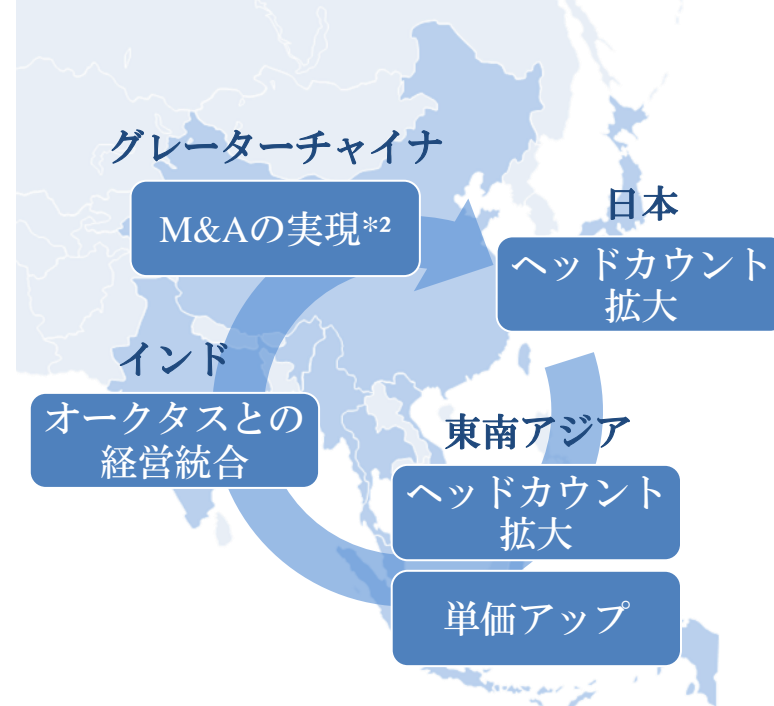 グレーターチャイナ
M&Aの実現*2
日本
ヘッドカウント
拡大
インド
オークタスとの
経営統合
東南アジア
ヘッドカウント
拡大
単価アップ